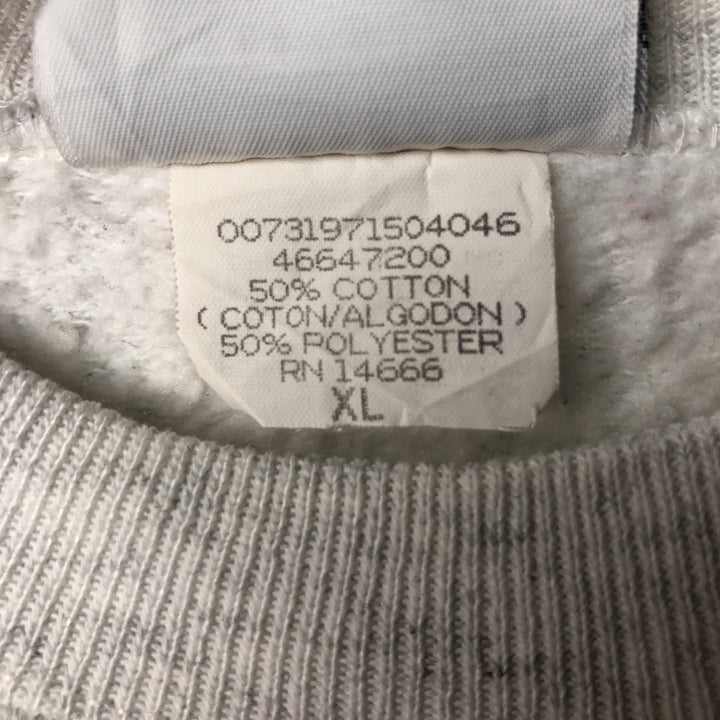 00731971504046
46647200
50% COTTON
( COTON/ALGODON )
50% POLYESTER
RN 14666
XL